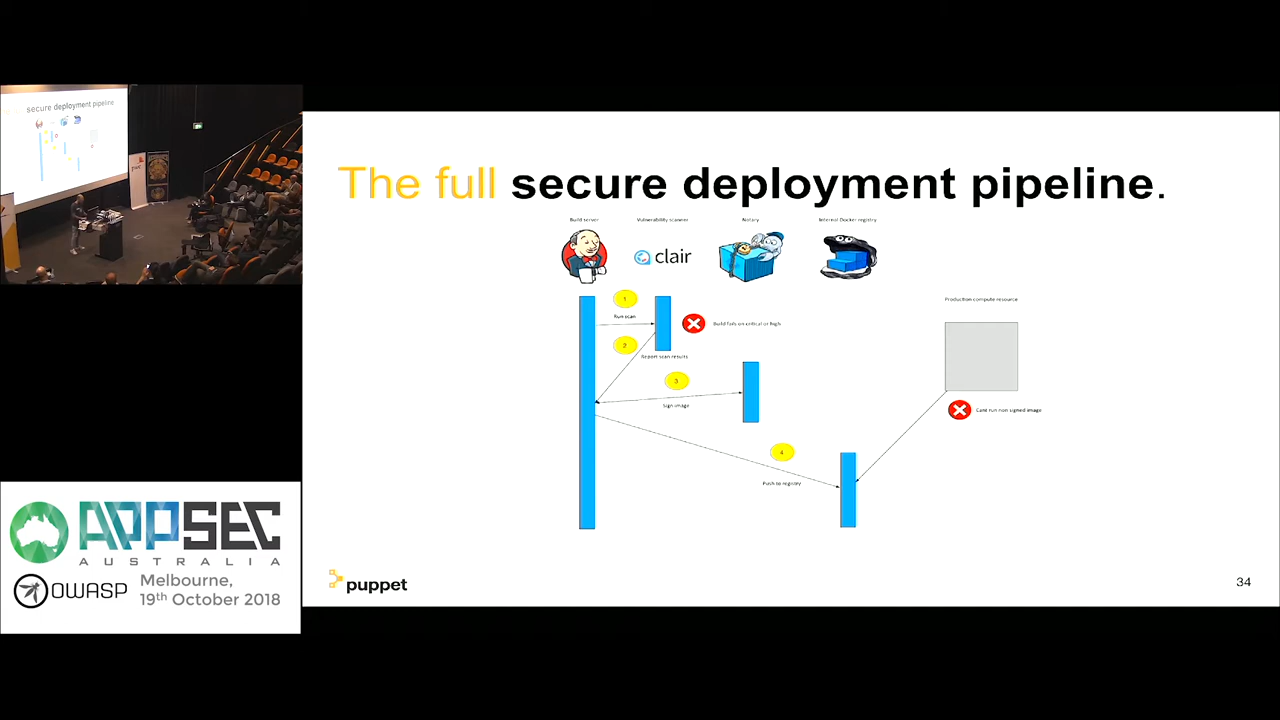 secure deployment pipeline
The full secure deployment pipeline.
Build server
Vulnerability scanner
Notary
Internal Docker registry
clair
1
Run scan
Build fails on critical or high
2
Report scan results
3
Sign image
4
Push to registry
Production compute resource
Cant run non signed image
puppet
34
APPSEC
AUSTRALIA
OWASP
Melbourne,
19th October 2018